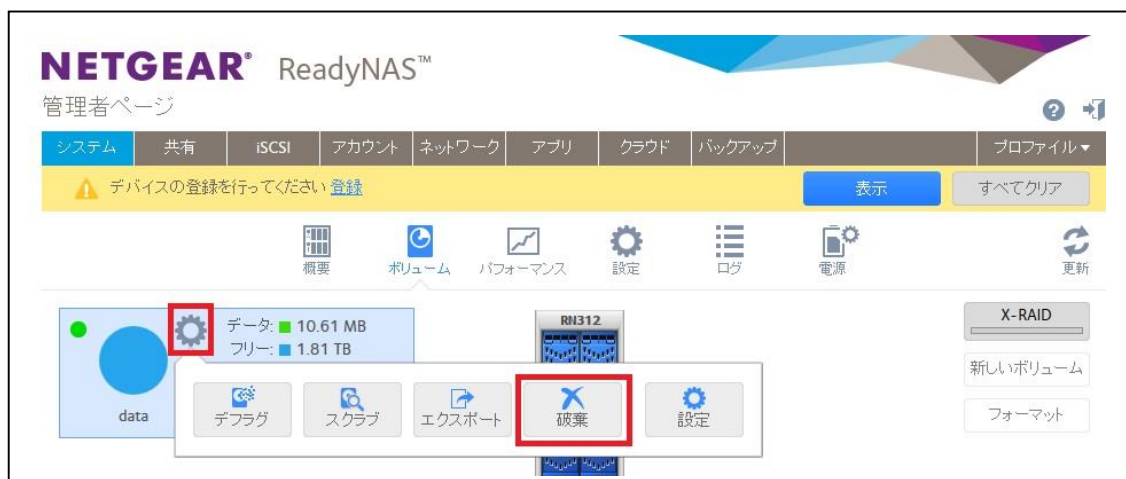 NETGEAR® ReadyNAS™
管理者ページ
システム 共有 iSCSI アカウント ネットワーク アプリ クラウド バックアップ プロファイル▼
デバイスの登録を行ってください 登録 表示 すべてクリア
概要 ボリューム パフォーマンス 設定 ログ 電源 更新
データ: 10.61 MB
フリー: 1.81 TB
data
RN312
X-RAID
新しいボリューム
フォーマット
デフラグ スクラブ エクスポート 破棄 設定